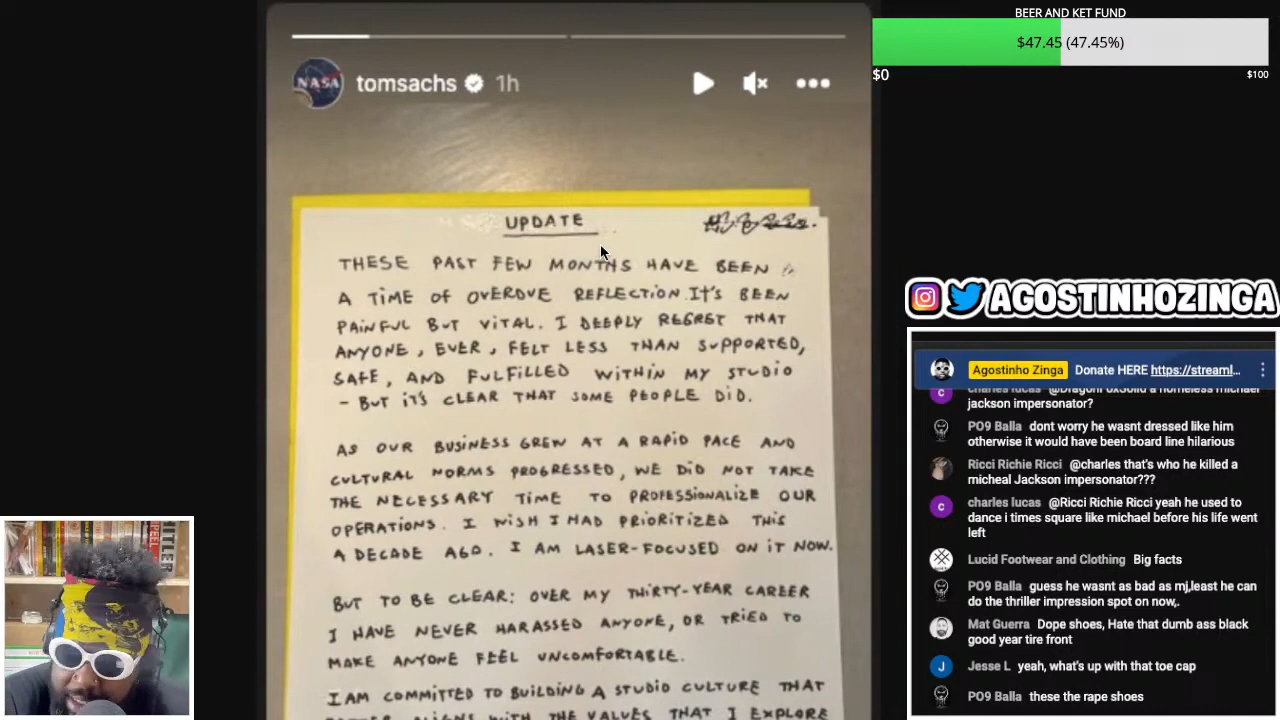 BEER AND KET FUND
$47.45 (47.45%)
$0
$100
NASA
tomsachs 1h
UPDATE
THESE PAST FEW MONTHS HAVE BEEN
A TIME OF OVERDUE REFLECTION. IT'S BEEN
PAINFUL BUT VITAL. I DEEPLY REGRET THAT
ANYONE, EVER, FELT LESS THAN SUPPORTED,
SAFE, AND FULFILLED WITHIN MY STUDIO
- BUT IT'S CLEAR THAT SOME PEOPLE DID.
AS OUR BUSINESS GREW AT A RAPID PACE AND
CULTURAL NORMS PROGRESSED, WE DID NOT TAKE
THE NECESSARY TIME TO PROFESSIONALIZE OUR
OPERATIONS. I WISH I HAD PRIORITIZED THIS
A DECADE AGO. I AM LASER-FOCUSED ON IT NOW.
BUT TO BE CLEAR: OVER MY THIRTY-YEAR CAREER
I HAVE NEVER HARASSED ANYONE, OR TRIED TO
MAKE ANYONE FEEL UNCOMFORTABLE.
I AM COMMITTED TO BUILDING A STUDIO CULTURE THAT
BETTER ALIGNS WITH THE VALUES THAT I EXPLORE
AGOSTINHOZINGA
Agostinho Zinga Donate HERE https://streaml...
jackson impersonator?
PO9 Balla dont worry he wasnt dressed like him
otherwise it would have been board line hilarious
Ricci Richie Ricci @charles that's who he killed a
micheal Jackson impersonator???
charles lucas @Ricci Richie Ricci yeah he used to
dance i times square like michael before his life went
left
Lucid Footwear and Clothing Big facts
PO9 Balla guess he wasnt as bad as mj,least he can
do the thriller impression spot on now,.
Mat Guerra Dope shoes, Hate that dumb ass black
good year tire front
Jesse L yeah, what's up with that toe cap
PO9 Balla these the rape shoes
HITLER